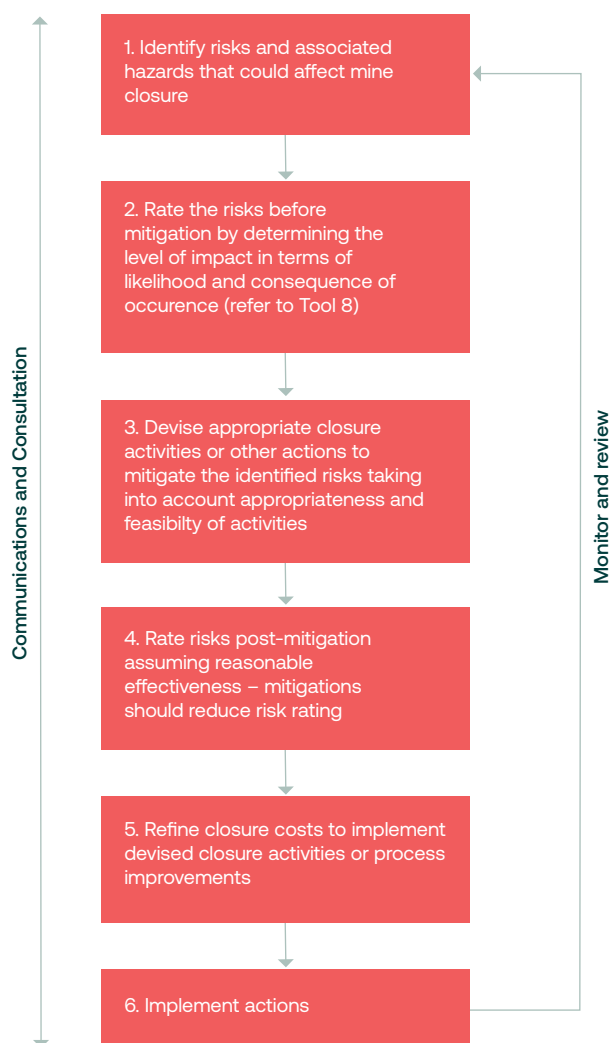 1. Identify risks and associated
hazards that could affect mine
closure
2. Rate the risks before
mitigation by determining the
level of impact in terms of
likelihood and consequence of
occurence (refer to Tool 8)
3. Devise appropriate closure
activities or other actions to
mitigate the identified risks taking
into account appropriateness and
feasibilty of activities
4. Rate risks post-mitigation
assuming reasonable
effectiveness – mitigations
should reduce risk rating
5. Refine closure costs to implement
devised closure activities or process
improvements
6. Implement actions
Communications and Consultation
Monitor and review